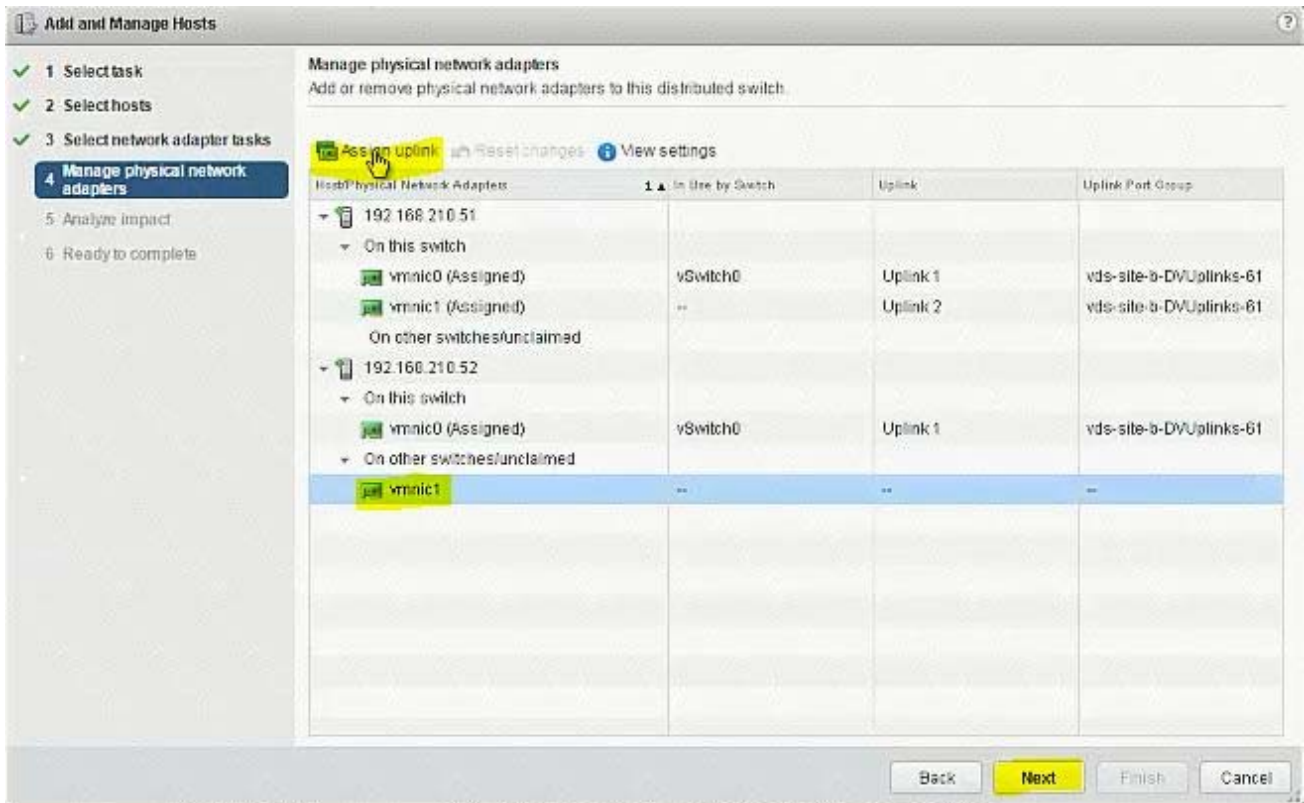 Add and Manage Hosts
?
1 Select task
2 Select hosts
3 Select network adapter tasks
4 Manage physical network adapters
5 Analyze impact
6 Ready to complete
Manage physical network adapters
Add or remove physical network adapters to this distributed switch.
Assign uplink Reset changes View settings
Host/Physical Network Adapters 1 ▲ In Use by Switch Uplink Uplink Port Group
192.168.210.51
On this switch
vmnic0 (Assigned) vSwitch0 Uplink 1 vds-site-b-DVUplinks-61
vmnic1 (Assigned) -- Uplink 2 vds-site-b-DVUplinks-61
On other switches/unclaimed
192.168.210.52
On this switch
vmnic0 (Assigned) vSwitch0 Uplink 1 vds-site-b-DVUplinks-61
On other switches/unclaimed
vmnic1 -- -- --
Back Next Finish Cancel